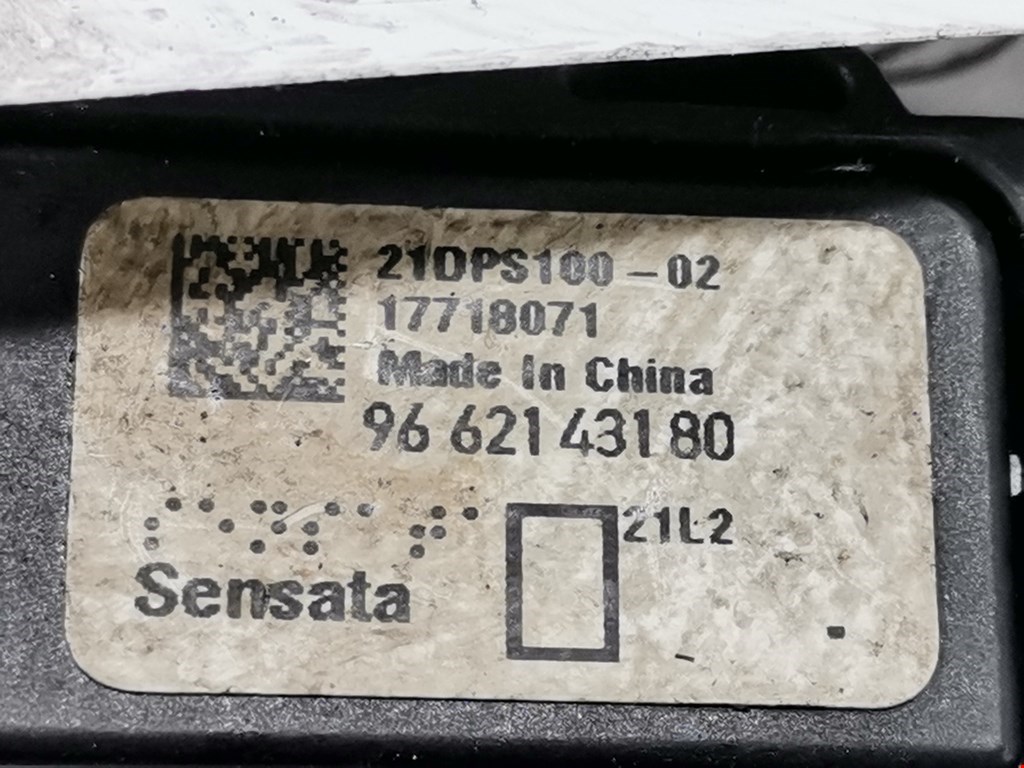 21DPS100-02
17718071
Made In China
96 621 431 80
21L2
Sensata